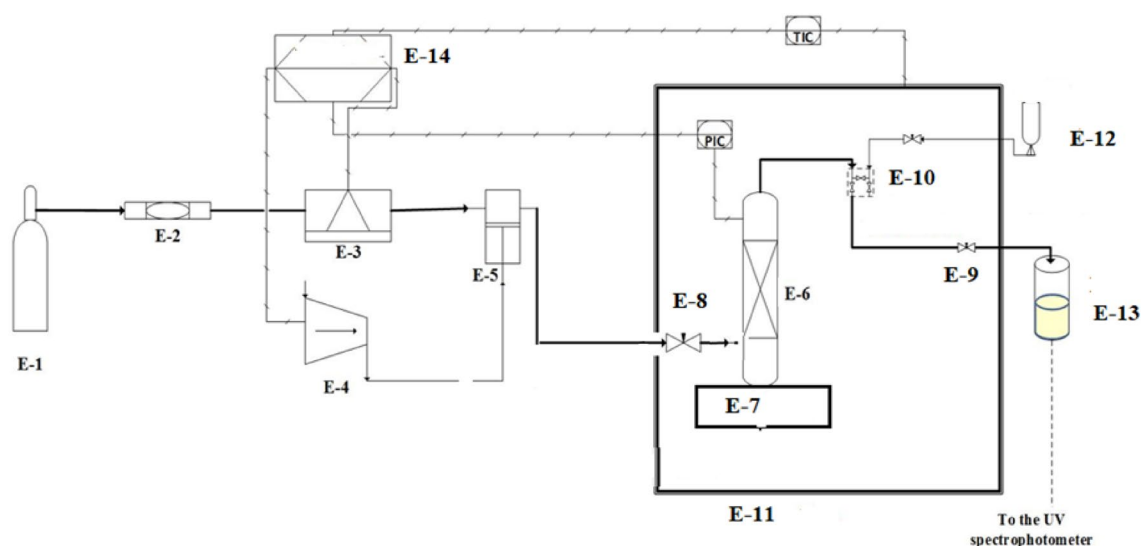 TIC
E-14
PIC
E-12
E-10
E-2
E-3
E-5
E-6
E-9
E-8
E-13
E-1
E-4
E-7
E-11
To the UV
spectrophotometer